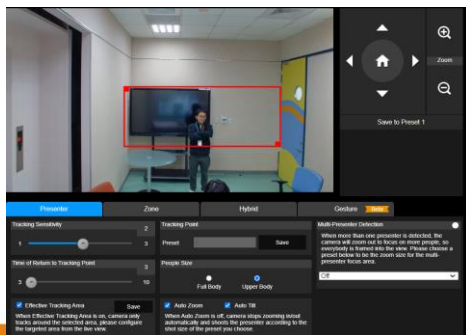 Zoom
Save to Preset 1
Presenter
Zone
Hybrid
Gesture
Beta
Tracking Sensitivity
2
1
3
Time of Return to Tracking Point
3
3
10
Effective Tracking Area
Save
When Effective Tracking Area is on, camera only
tracks around the selected area, please configure
the targeted area from the live view.
Tracking Point
Preset
Save
People Size
Full Body
Upper Body
Auto Zoom
Auto Tilt
When Auto Zoom is off, camera stops zooming in/out
automatically and shoots the presenter according to the
shot size of the preset you choose.
Multi-Presenter Detection
When more than one presenter is detected, the
camera will zoom out to focus on more people, so
everybody is framed into the view. Please choose a
preset below to be the zoom size for the multi-
presenter focus area.
Off